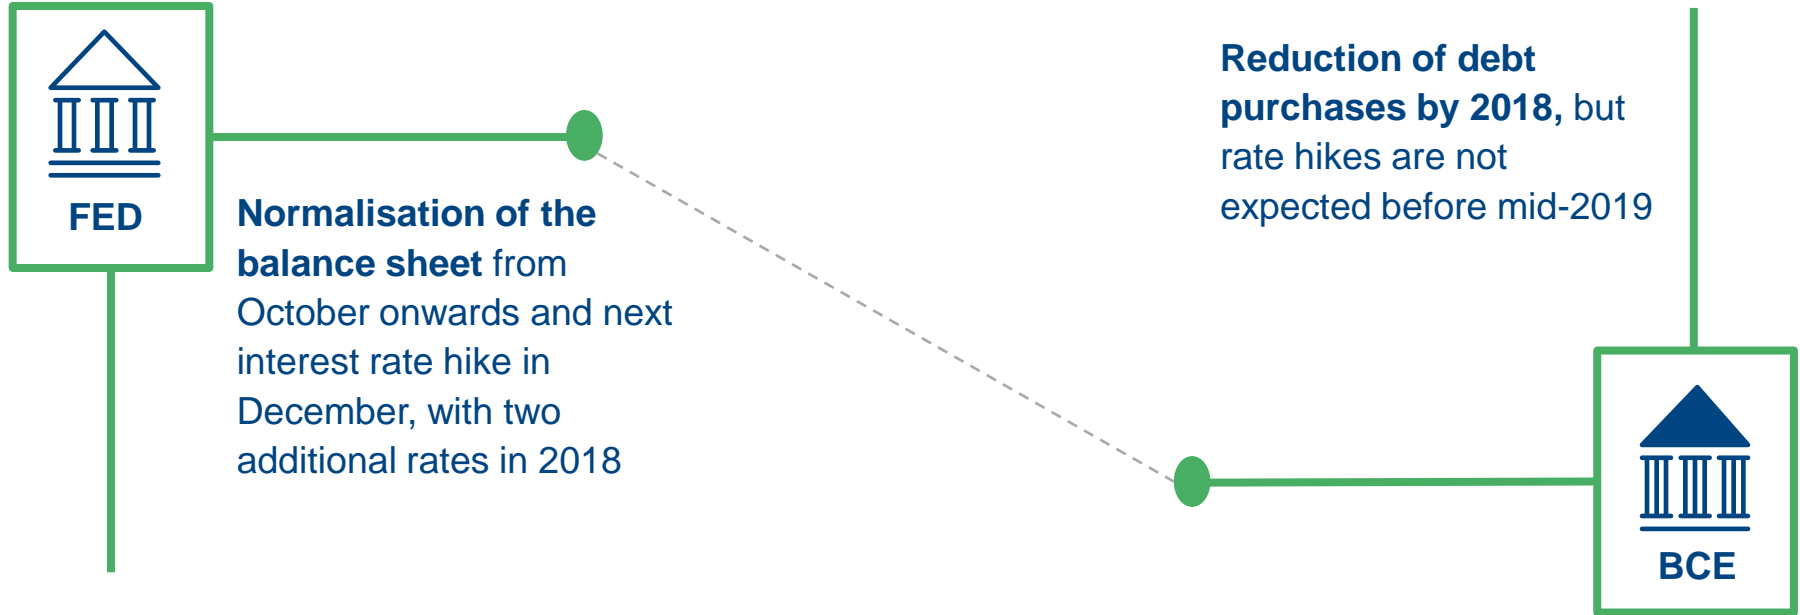 FED
Normalisation of the
balance sheet from
October onwards and next
interest rate hike in
December, with two
additional rates in 2018
Reduction of debt
purchases by 2018, but
rate hikes are not
expected before mid-2019
BCE